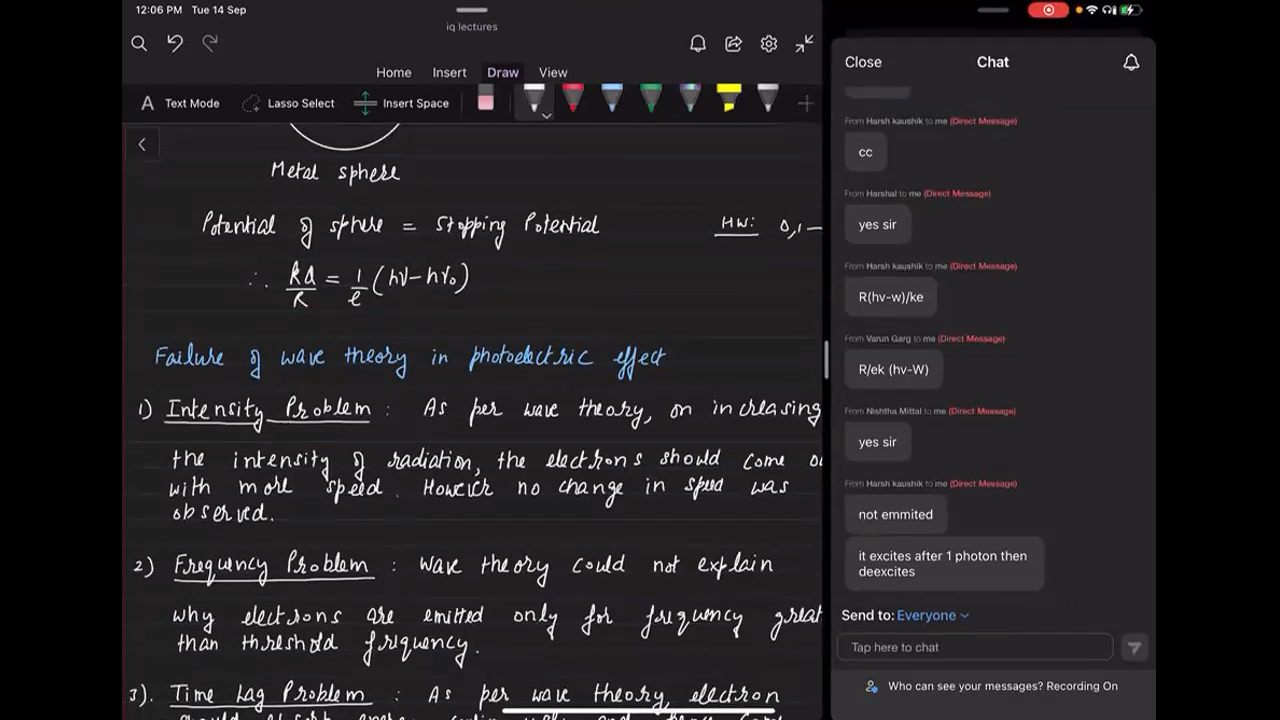 12:06 PM Tue 14 Sep
iq lectures
Home Insert Draw View
A Text Mode Lasso Select Insert Space
Metal sphere
Potential of sphere = Stopping Potential HW: 0,1 —
∴ kQ/R = 1/e (hν - hν₀)
Failure of wave theory in photoelectric effect
1) Intensity Problem : As per wave theory, on increasing
the intensity of radiation, the electrons should come
with more speed. However no change in speed was
observed.
2) Frequency Problem : Wave theory could not explain
why electrons are emitted only for frequency great
than threshold frequency.
3). Time Lag Problem : As per wave theory, electron
Close Chat
From Harsh kaushik to me (Direct Message)
cc
From Harshal to me (Direct Message)
yes sir
From Harsh kaushik to me (Direct Message)
R(hv-w)/ke
From Varun Garg to me (Direct Message)
R/ek (hv-W)
From Nishtha Mittal to me (Direct Message)
yes sir
From Harsh kaushik to me (Direct Message)
not emmited
it excites after 1 photon then
deexcites
Send to: Everyone
Tap here to chat
Who can see your messages? Recording On